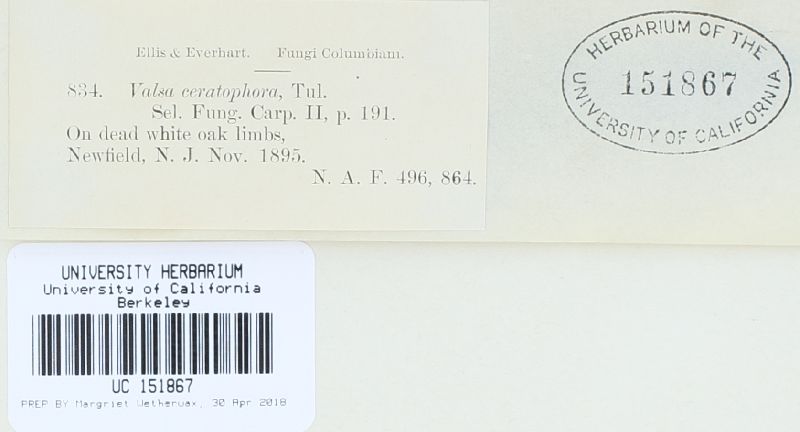 Ellis & Everhart. Fungi Columbiani.
834. Valsa ceratophora, Tul.
Sel. Fung. Carp. II, p. 191.
On dead white oak limbs,
Newfield, N. J. Nov. 1895.
N. A. F. 496, 864.
HERBARIUM OF THE
151867
UNIVERSITY OF CALIFORNIA
UNIVERSITY HERBARIUM
University of California
Berkeley
UC 151867
PREP BY Margriet Wetherwax, 30 Apr 2018